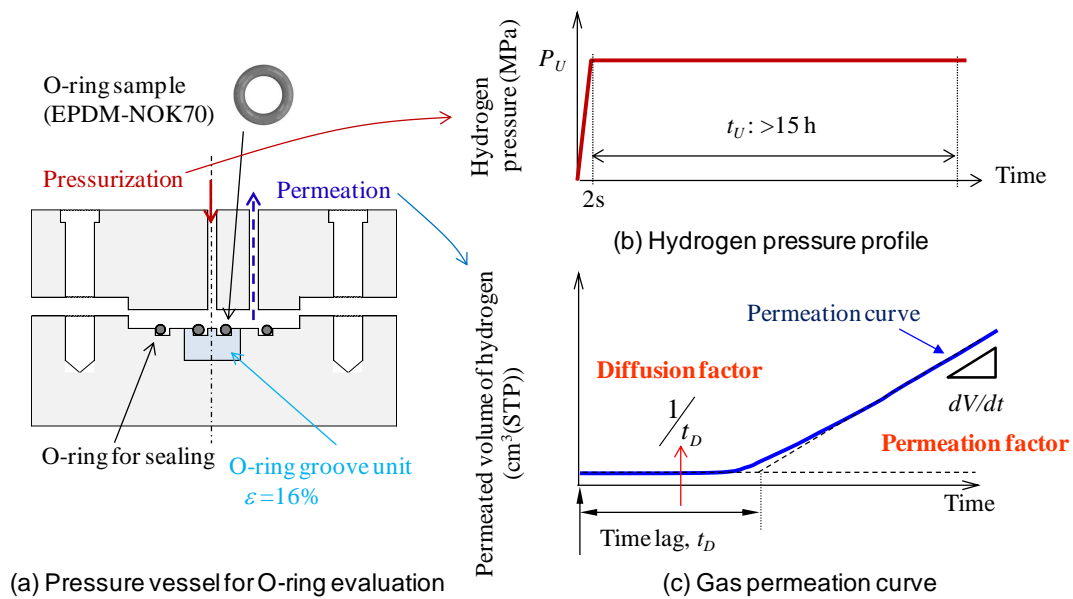 O-ring sample
(EPDM-NOK70)
Pressurization
Permeation
O-ring for sealing
O-ring groove unit
ε=16%
(a) Pressure vessel for O-ring evaluation
Hydrogen
pressure (MPa)
P_U
t_U: >15 h
2s
Time
(b) Hydrogen pressure profile
Permeated volume of hydrogen
(cm³(STP))
Permeation curve
Diffusion factor
1/t_D
dV/dt
Permeation factor
Time
Time lag, t_D
(c) Gas permeation curve